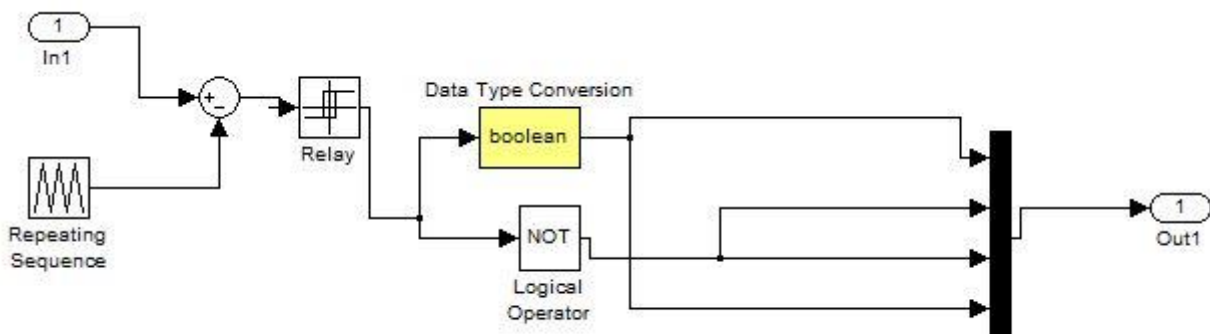 1
In1
+
-
Repeating
Sequence
Relay
Data Type Conversion
boolean
NOT
Logical
Operator
1
Out1